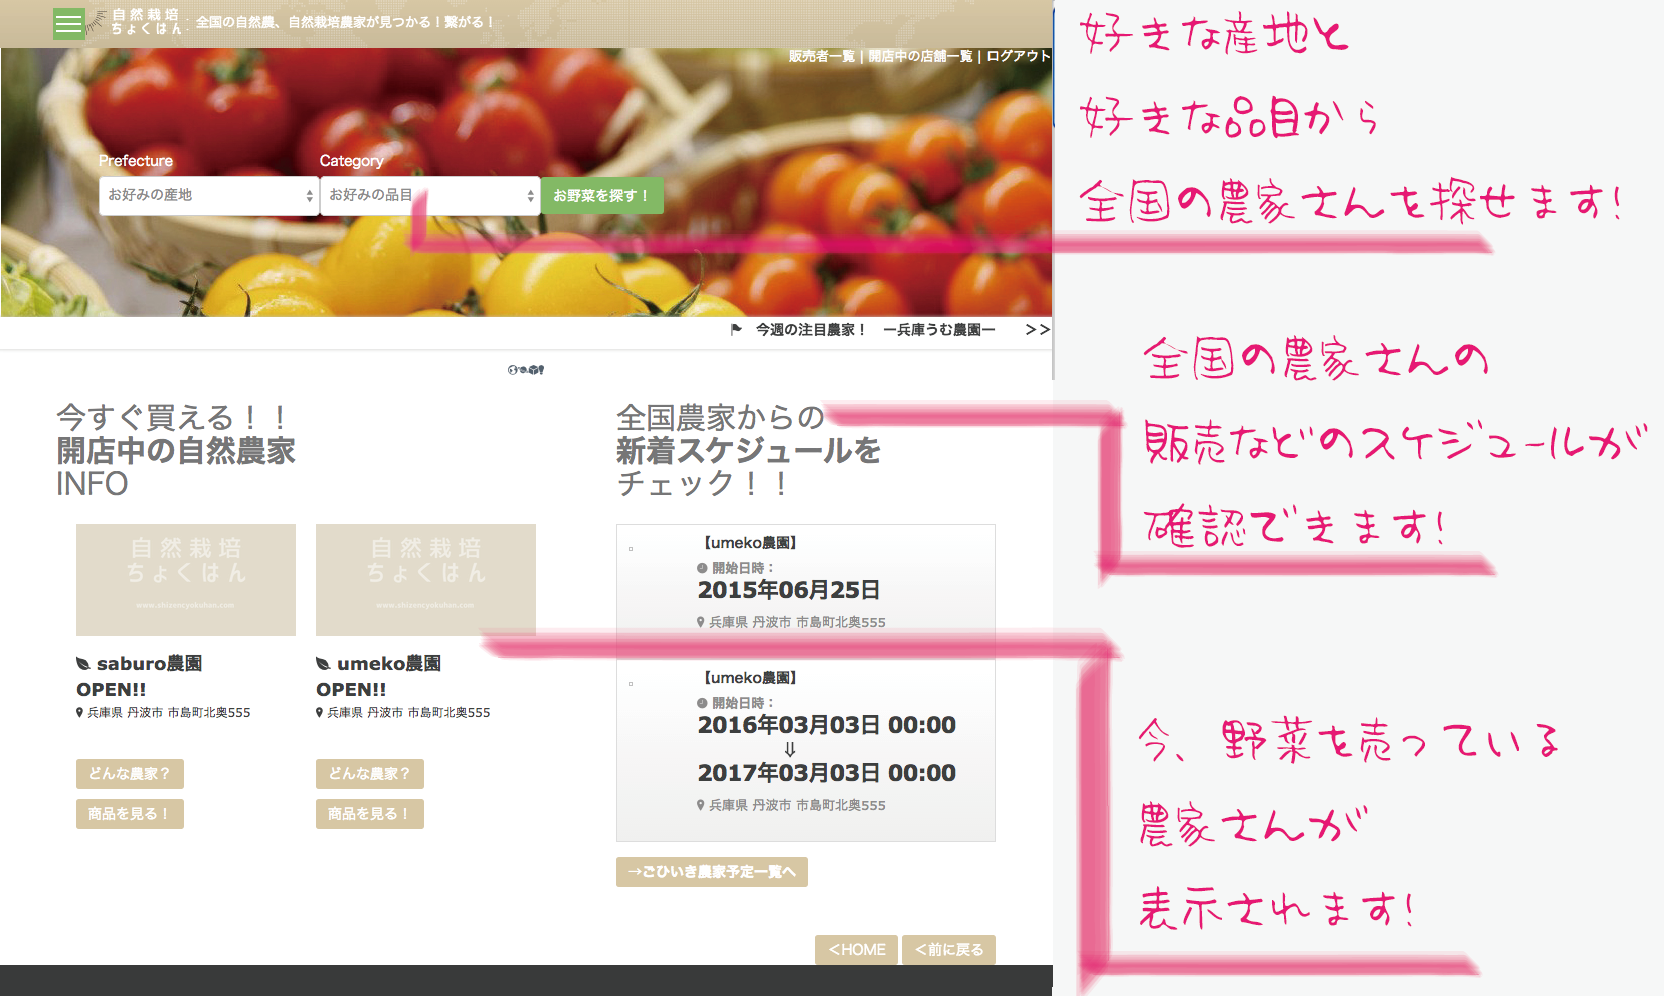 自然栽培
ちょくはん
全国の自然農、自然栽培農家が見つかる！繋がる！
販売者一覧 | 開店中の店舗一覧 | ログアウト
Prefecture
Category
お好みの産地
お好みの品目
お野菜を探す！
今週の注目農家！ ー兵庫うむ農園ー >>
今すぐ買える！！
開店中の自然農家
INFO
自然栽培
ちょくはん
www.shizencyokuhan.com
saburo農園
OPEN!!
兵庫県 丹波市 市島町北奥555
どんな農家？
商品を見る！
自然栽培
ちょくはん
www.shizencyokuhan.com
umeko農園
OPEN!!
兵庫県 丹波市 市島町北奥555
どんな農家？
商品を見る！
全国農家からの
新着スケジュールを
チェック！！
【umeko農園】
開始日時：
2015年06月25日
兵庫県 丹波市 市島町北奥555
【umeko農園】
開始日時：
2016年03月03日 00:00
⇓
2017年03月03日 00:00
兵庫県 丹波市 市島町北奥555
→ごひいき農家予定一覧へ
＜HOME
＜前に戻る
好きな産地と
好きな品目から
全国の農家さんを探せます!
全国の農家さんの
販売などのスケジュールが
確認できます!
今、野菜を売っている
農家さんが
表示されます!